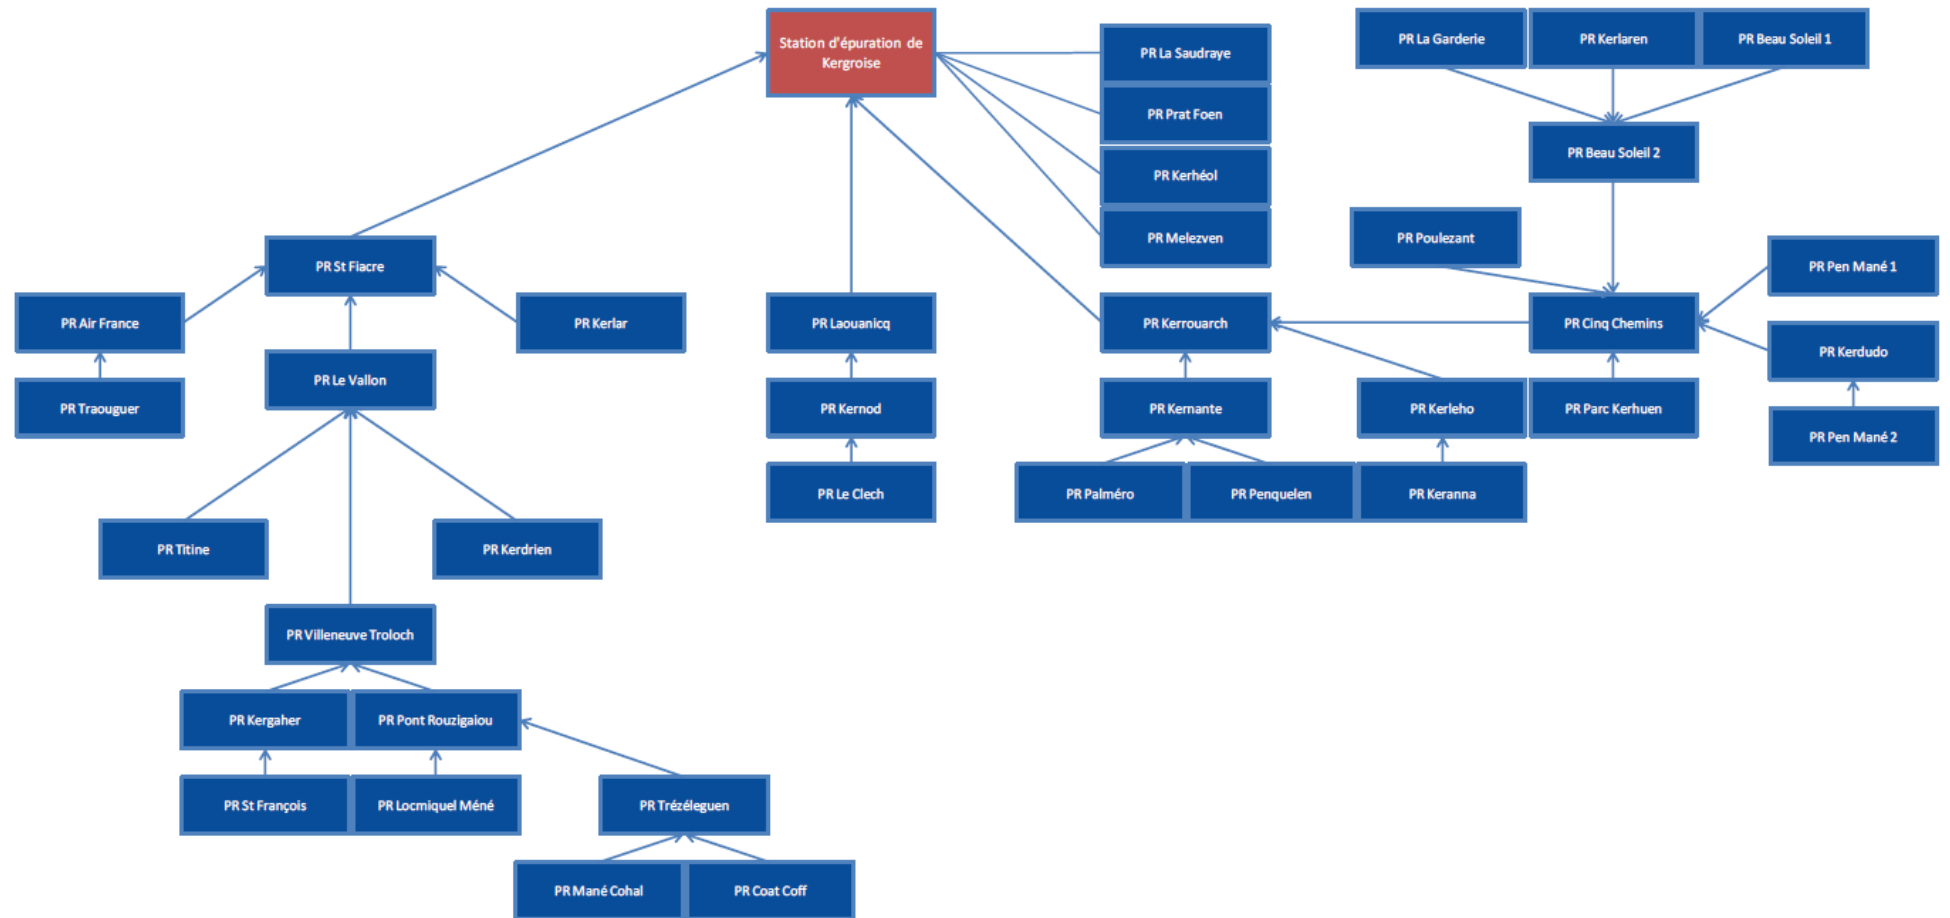 Station d'épuration de
Kergroise
PR La Saudraye
PR La Garderie
PR Kerlaren
PR Beau Soleil 1
PR Prat Foen
PR Beau Soleil 2
PR Kerhéol
PR Melezven
PR Poulezant
PR St Fiacre
PR Pen Mané 1
PR Air France
PR Kerlar
PR Laouanicq
PR Kerrouarch
PR Cinq Chemins
PR Kerdudo
PR Le Vallon
PR Traouguer
PR Kernod
PR Kernante
PR Kerleho
PR Parc Kerhuen
PR Pen Mané 2
PR Le Clech
PR Palméro
PR Penquelen
PR Keranna
PR Titine
PR Kerdrien
PR Villeneuve Troloch
PR Kergaher
PR Pont Rouzigaiou
PR St François
PR Locmiquel Méné
PR Trézéleguen
PR Mané Cohal
PR Coat Coff